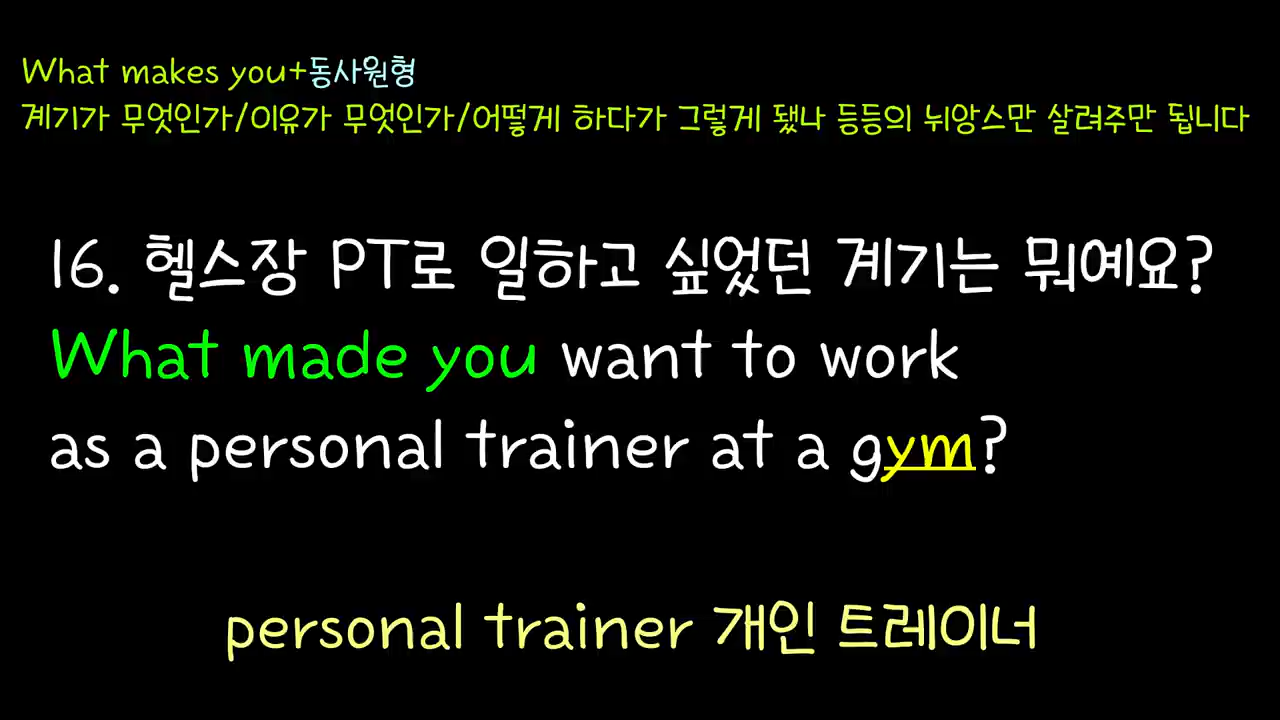 What makes you+동사원형
계기가 무엇인가/이유가 무엇인가/어떻게 하다가 그렇게 됐나 등등의 뉘앙스만 살려주만 됩니다
16. 헬스장 PT로 일하고 싶었던 계기는 뭐예요?
What made you want to work
as a personal trainer at a gym?
personal trainer 개인 트레이너